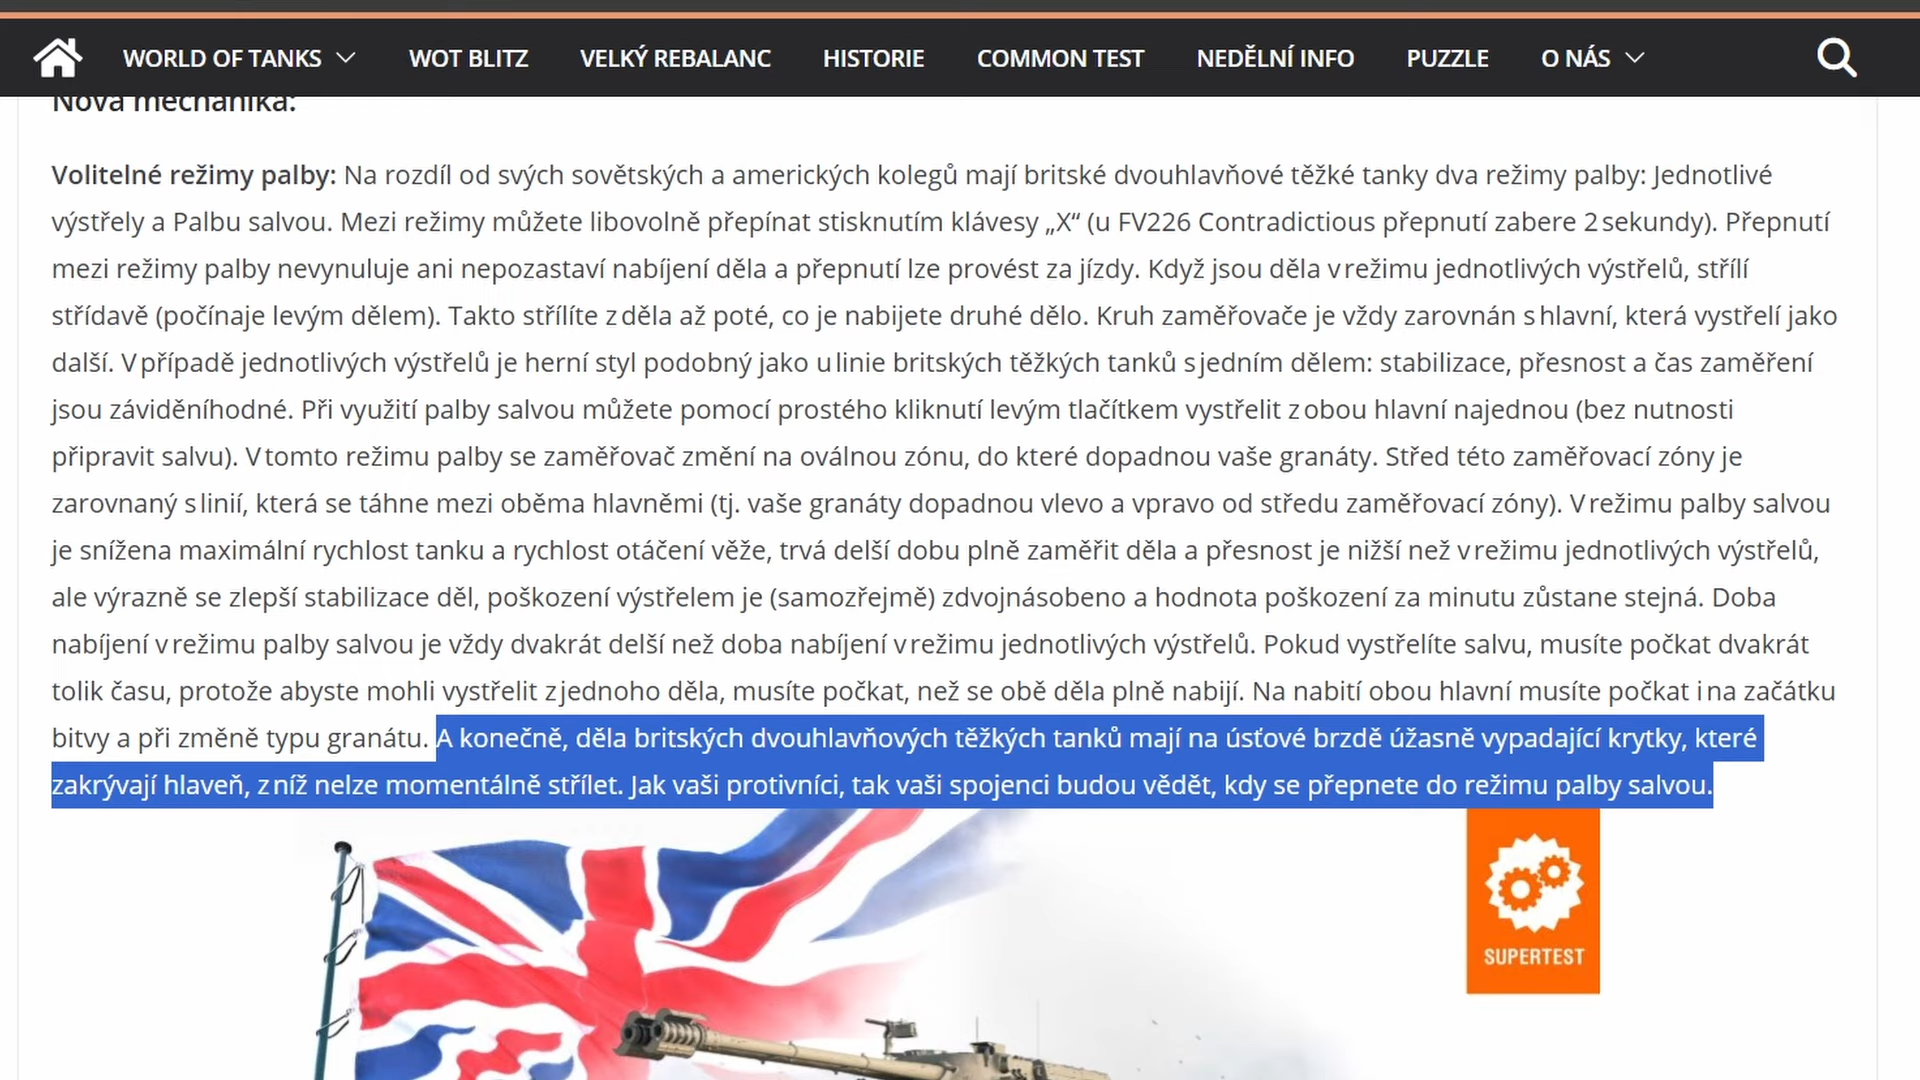 WORLD OF TANKS
WOT BLITZ
VELKÝ REBALANC
HISTORIE
COMMON TEST
NEDĚLNÍ INFO
PUZZLE
O NÁS
Nová mechanika:
Volitelné režimy palby: Na rozdíl od svých sovětských a amerických kolegů mají britské dvouhlavňové těžké tanky dva režimy palby: Jednotlivé
výstřely a Palbu salvou. Mezi režimy můžete libovolně přepínat stisknutím klávesy „X“ (u FV226 Contradictious přepnutí zabere 2 sekundy). Přepnutí
mezi režimy palby nevynuluje ani nepozastaví nabíjení děla a přepnutí lze provést za jízdy. Když jsou děla v režimu jednotlivých výstřelů, střílí
střídavě (počínaje levým dělem). Takto střílíte z děla až poté, co je nabijete druhé dělo. Kruh zaměřovače je vždy zarovnán s hlavní, která vystřelí jako
další. V případě jednotlivých výstřelů je herní styl podobný jako u linie britských těžkých tanků s jedním dělem: stabilizace, přesnost a čas zaměření
jsou záviděníhodné. Při využití palby salvou můžete pomocí prostého kliknutí levým tlačítkem vystřelit z obou hlavní najednou (bez nutnosti
připravit salvu). V tomto režimu palby se zaměřovač změní na oválnou zónu, do které dopadnou vaše granáty. Střed této zaměřovací zóny je
zarovnaný s linií, která se táhne mezi oběma hlavněmi (tj. vaše granáty dopadnou vlevo a vpravo od středu zaměřovací zóny). V režimu palby salvou
je snížena maximální rychlost tanku a rychlost otáčení věže, trvá delší dobu plně zaměřit děla a přesnost je nižší než v režimu jednotlivých výstřelů,
ale výrazně se zlepší stabilizace děl, poškození výstřelem je (samozřejmě) zdvojnásobeno a hodnota poškození za minutu zůstane stejná. Doba
nabíjení v režimu palby salvou je vždy dvakrát delší než doba nabíjení v režimu jednotlivých výstřelů. Pokud vystřelíte salvu, musíte počkat dvakrát
tolik času, protože abyste mohli vystřelit z jednoho děla, musíte počkat, než se obě děla plně nabijí. Na nabití obou hlavní musíte počkat i na začátku
bitvy a při změně typu granátu. A konečně, děla britských dvouhlavňových těžkých tanků mají na úsťové brzdě úžasně vypadající krytky, které
zakrývají hlaveň, z níž nelze momentálně střílet. Jak vaši protivníci, tak vaši spojenci budou vědět, kdy se přepnete do režimu palby salvou.
SUPERTEST